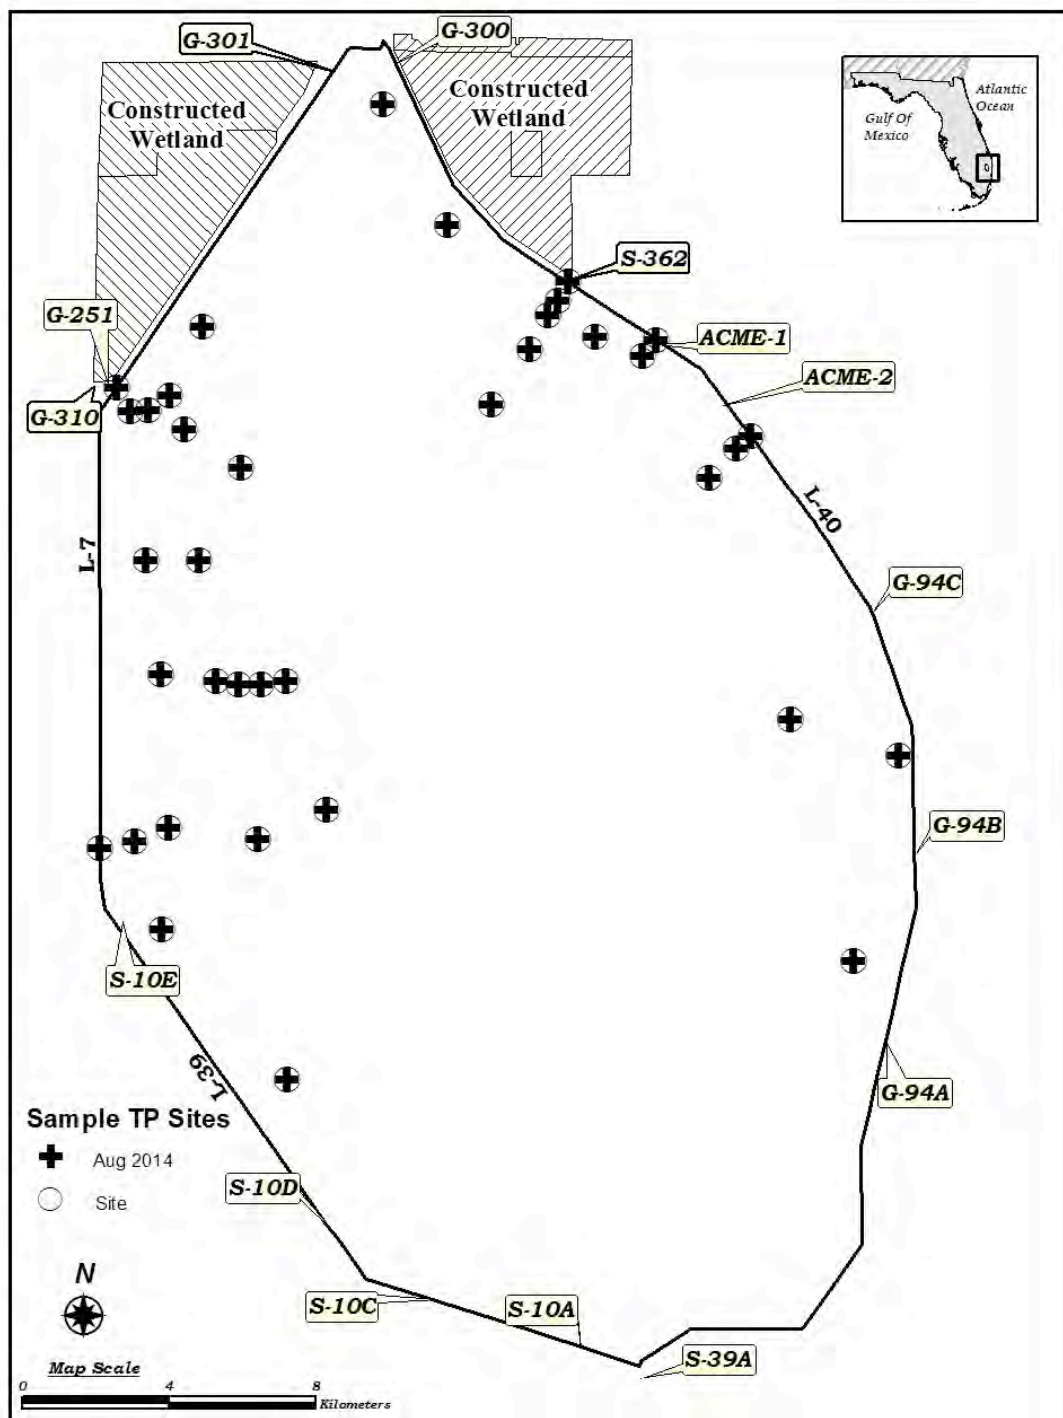 G-301
G-300
Constructed
Wetland
Constructed
Wetland
Atlantic
Ocean
Gulf Of
Mexico
S-362
G-251
ACME-1
ACME-2
G-310
L-7
L-40
G-94C
G-94B
S-10E
L-39
G-94A
Sample TP Sites
Aug 2014
Site
S-10D
N
S-10C
S-10A
S-39A
Map Scale
0 4 8
Kilometers